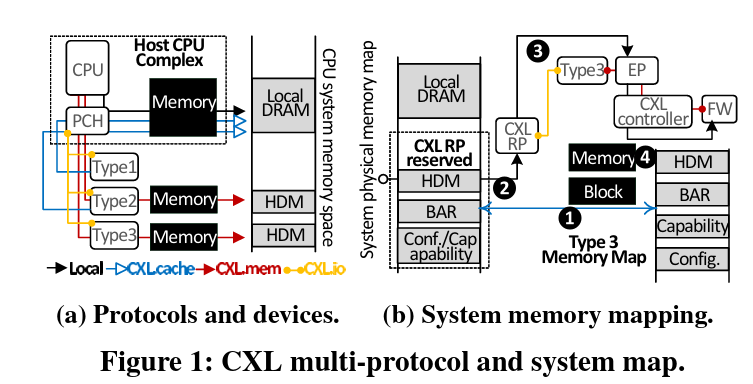 Host CPU
Complex
CPU
PCH
Memory
Local
DRAM
Type1
Type2
Memory
HDM
Type3
Memory
HDM
CPU system memory space
Local CXL.cache CXL.mem CXL.io
(a) Protocols and devices.
System physical memory map
Local
DRAM
CXL RP
reserved
HDM
BAR
Conf./Cap
apability
3
Type3
EP
CXL
RP
CXL
controller
FW
2
Memory
4
HDM
Block
BAR
1
Type 3
Memory Map
Capability
Config.
(b) System memory mapping.
Figure 1: CXL multi-protocol and system map.